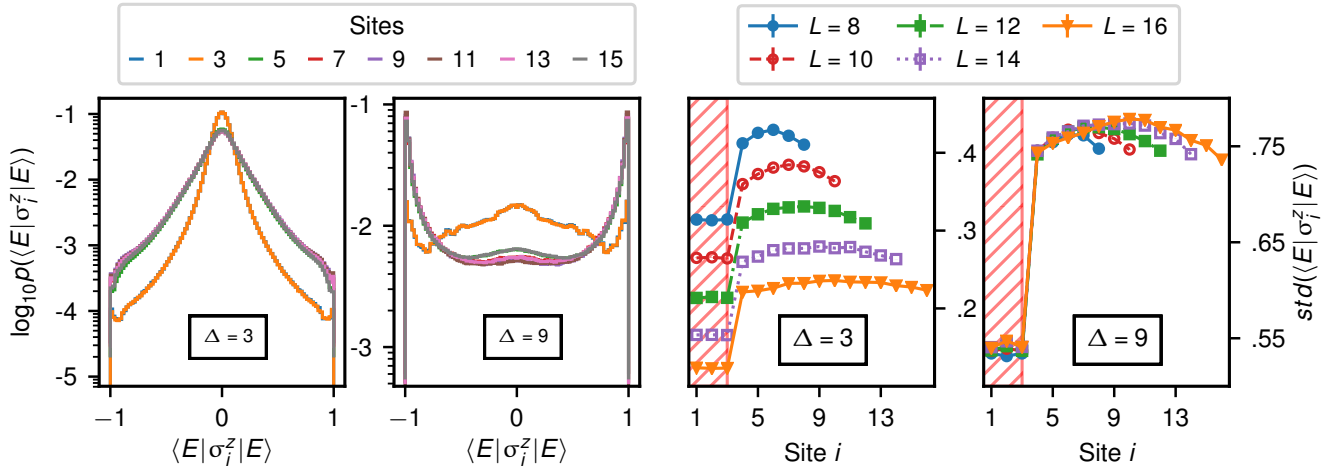 Sites
1 3 5 7 9 11 13 15
L = 8 L = 12 L = 16
L = 10 L = 14
log₁₀p(⟨E|σᵢᶻ|E⟩)
-1
-2
-3
-4
-5
Δ = 3
−1 0 1
⟨E|σᵢᶻ|E⟩
-1
-2
-3
Δ = 9
−1 0 1
⟨E|σᵢᶻ|E⟩
.4
.3
.2
Δ = 3
1 5 9 13
Site i
.75
.65
.55
Δ = 9
1 5 9 13
Site i
std(⟨E|σᵢᶻ|E⟩)